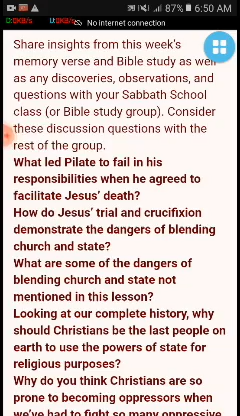 0:0KB/s U:0KB/s 87% 6:50 AM
No internet connection
Share insights from this week's
memory verse and Bible study as well
as any discoveries, observations, and
questions with your Sabbath School
class (or Bible study group). Consider
these discussion questions with the
rest of the group.
What led Pilate to fail in his
responsibilities when he agreed to
facilitate Jesus' death?
How do Jesus' trial and crucifixion
demonstrate the dangers of blending
church and state?
What are some of the dangers of
blending church and state not
mentioned in this lesson?
Looking at our complete history, why
should Christians be the last people on
earth to use the powers of state for
religious purposes?
Why do you think Christians are so
prone to becoming oppressors when
we've had to fight so many oppressive